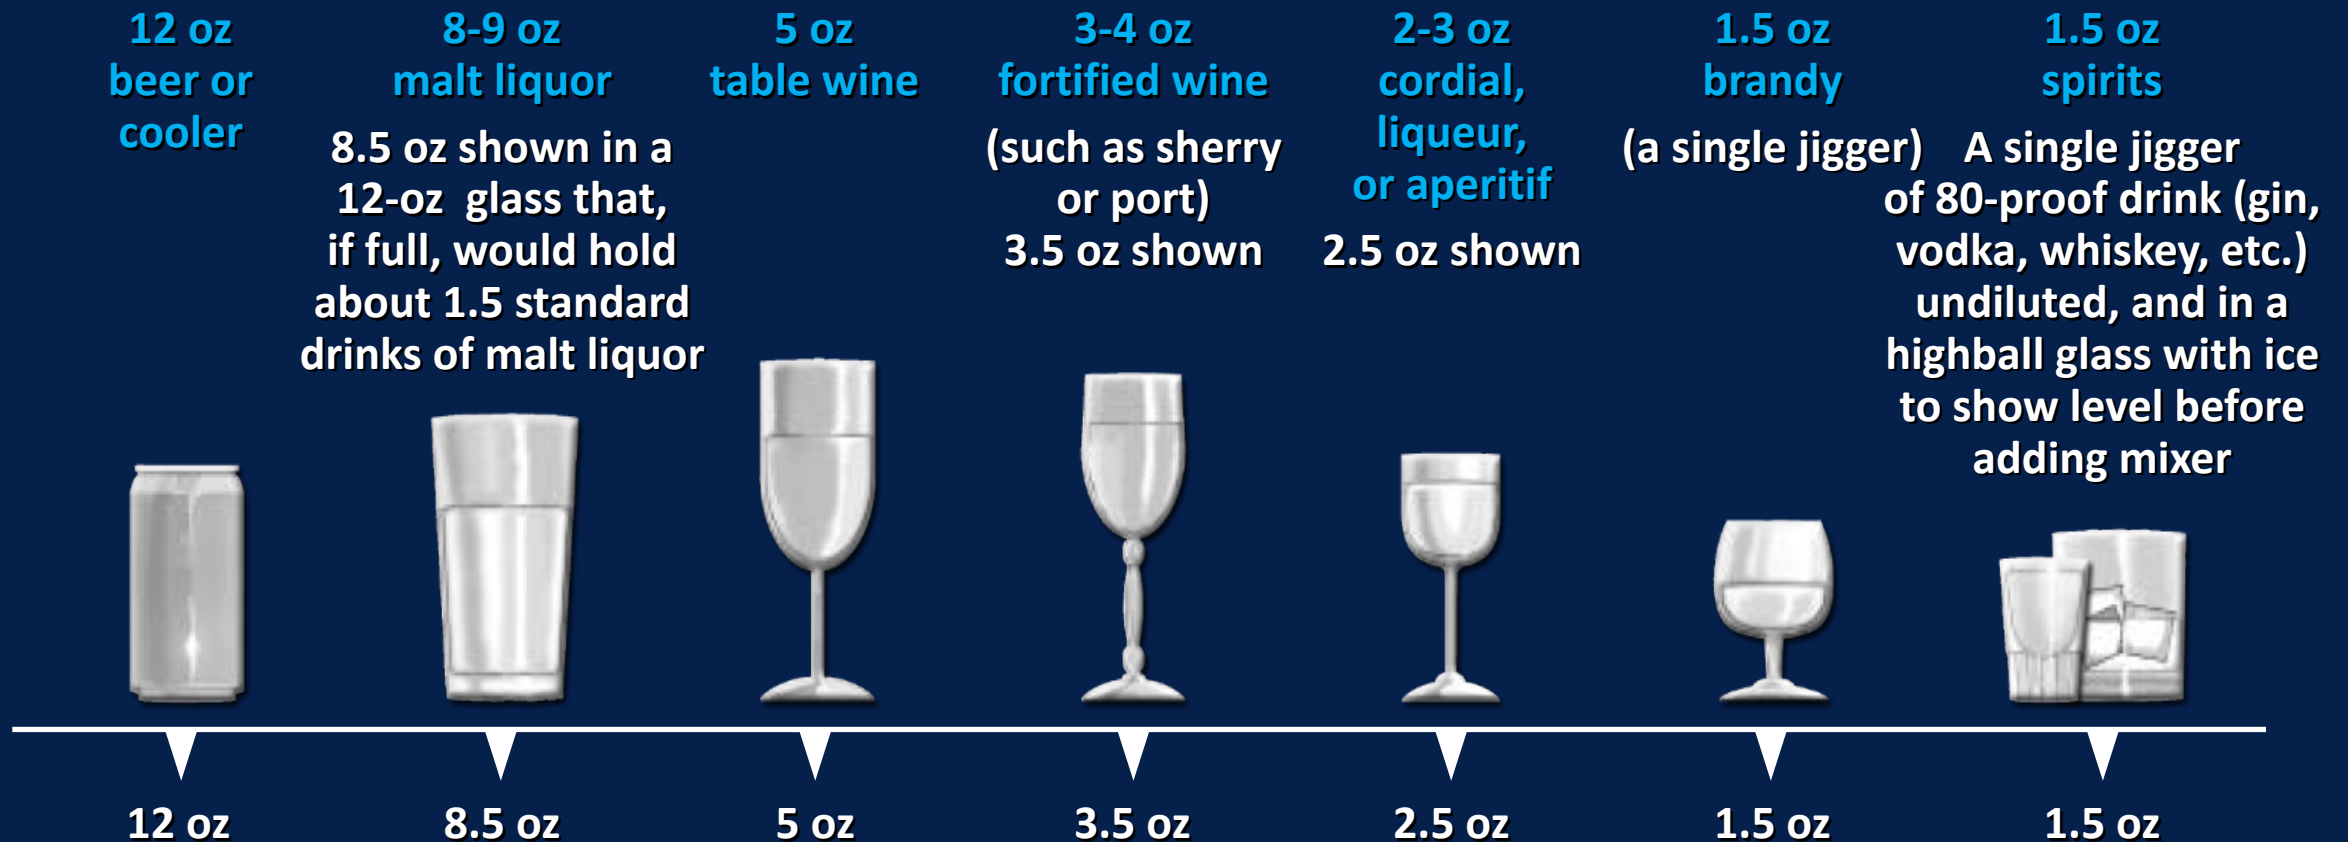 12 oz
beer or
cooler
8-9 oz
malt liquor
8.5 oz shown in a
12-oz glass that,
if full, would hold
about 1.5 standard
drinks of malt liquor
5 oz
table wine
3-4 oz
fortified wine
(such as sherry
or port)
3.5 oz shown
2-3 oz
cordial,
liqueur,
or aperitif
2.5 oz shown
1.5 oz
brandy
(a single jigger)
1.5 oz
spirits
A single jigger
of 80-proof drink (gin,
vodka, whiskey, etc.)
undiluted, and in a
highball glass with ice
to show level before
adding mixer
12 oz
8.5 oz
5 oz
3.5 oz
2.5 oz
1.5 oz
1.5 oz